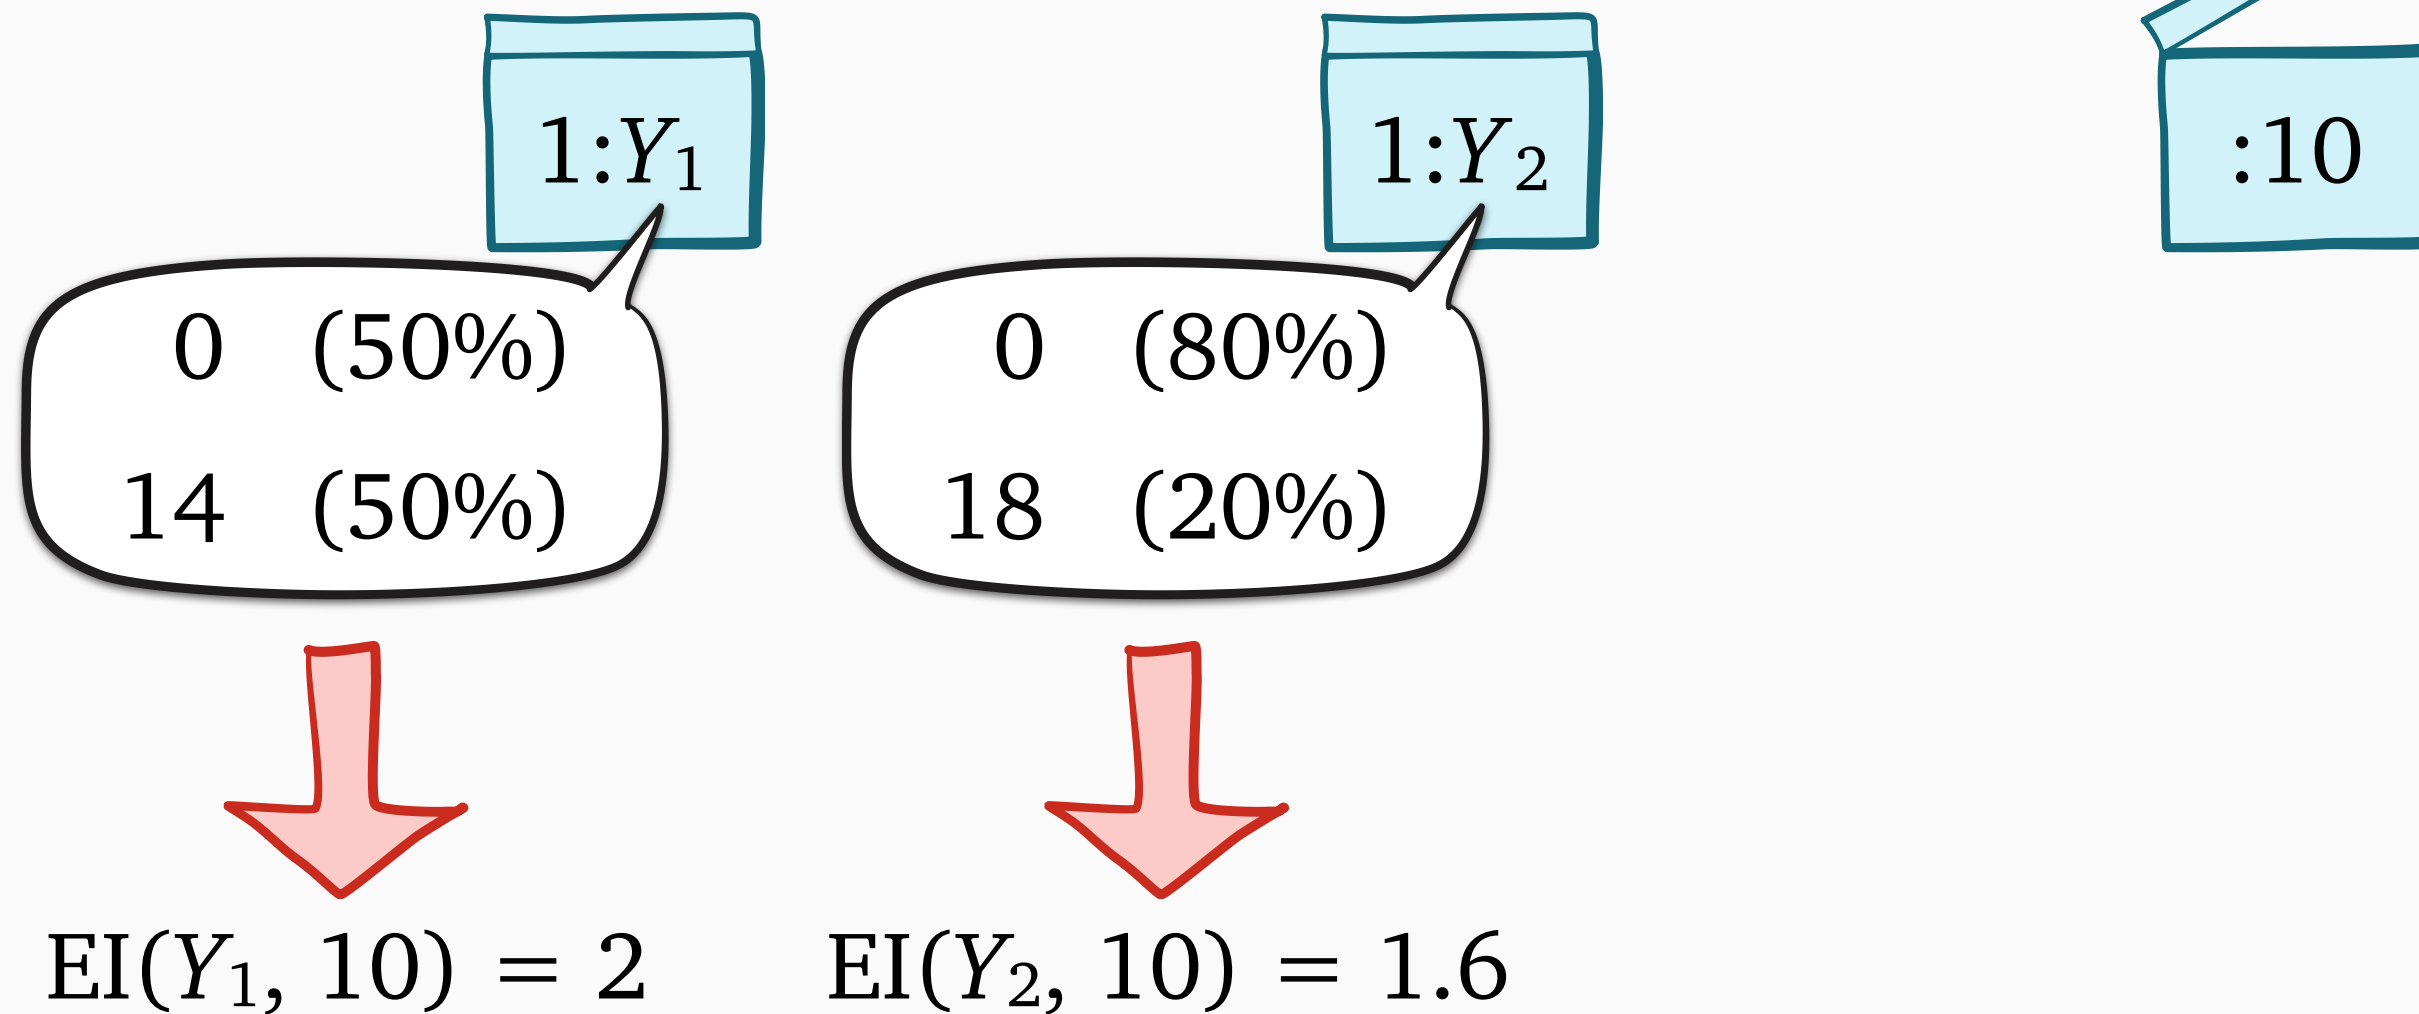 1:Y₁ 1:Y₂ :10
0 (50%) 0 (80%)
14 (50%) 18 (20%)
EI(Y₁, 10) = 2 EI(Y₂, 10) = 1.6